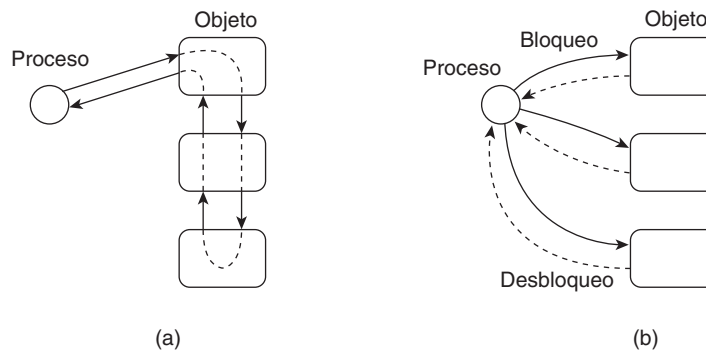 Objeto
Proceso
(a)
Objeto
Bloqueo
Proceso
Desbloqueo
(b)